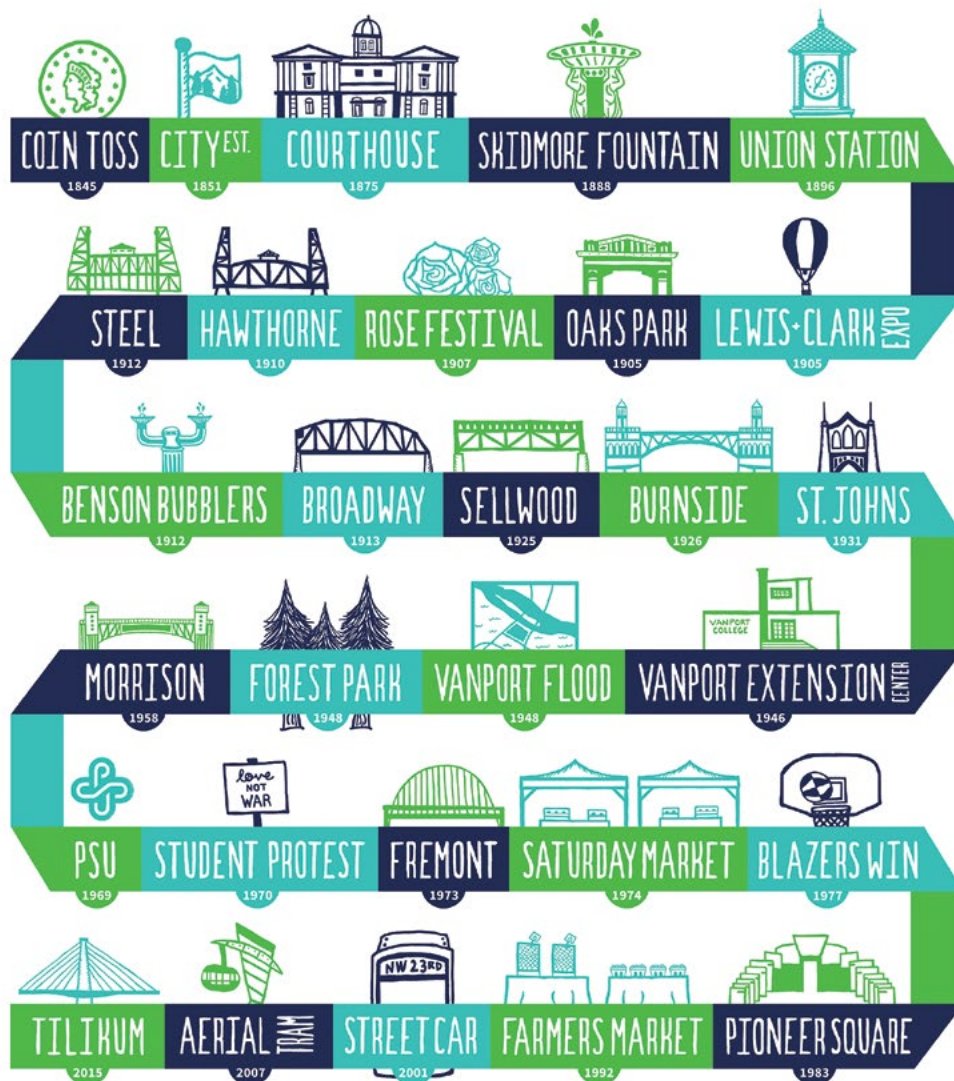 COIN TOSS
1845
CITY EST.
1851
COURTHOUSE
1875
SKIDMORE FOUNTAIN
1888
UNION STATION
1896
LEWIS + CLARK EXPO
1905
OAKS PARK
1905
ROSE FESTIVAL
1907
HAWTHORNE
1910
STEEL
1912
BENSON BUBBLERS
1912
BROADWAY
1913
SELLWOOD
1925
BURNSIDE
1926
ST. JOHNS
1931
VANPORT
COLLEGE
VANPORT EXTENSION CENTER
1946
VANPORT FLOOD
1948
FOREST PARK
1948
MORRISON
1958
PSU
1969
love
NOT
WAR
STUDENT PROTEST
1970
FREMONT
1973
SATURDAY MARKET
1974
BLAZERS WIN
1977
PIONEER SQUARE
1983
FARMERS MARKET
1992
NW 23RD
STREETCAR
2001
AERIAL TRAM
2007
TILIKUM
2015